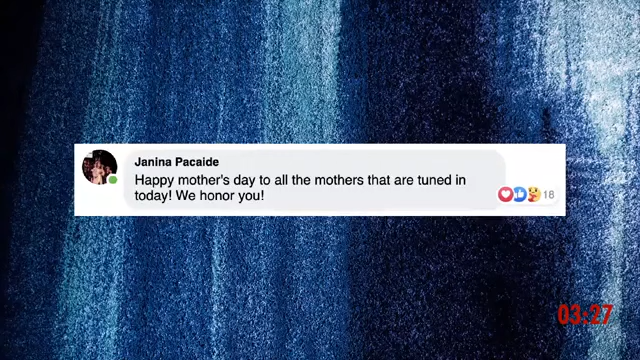 Janina Pacaide
Happy mother's day to all the mothers that are tuned in
today! We honor you!
18
03:27